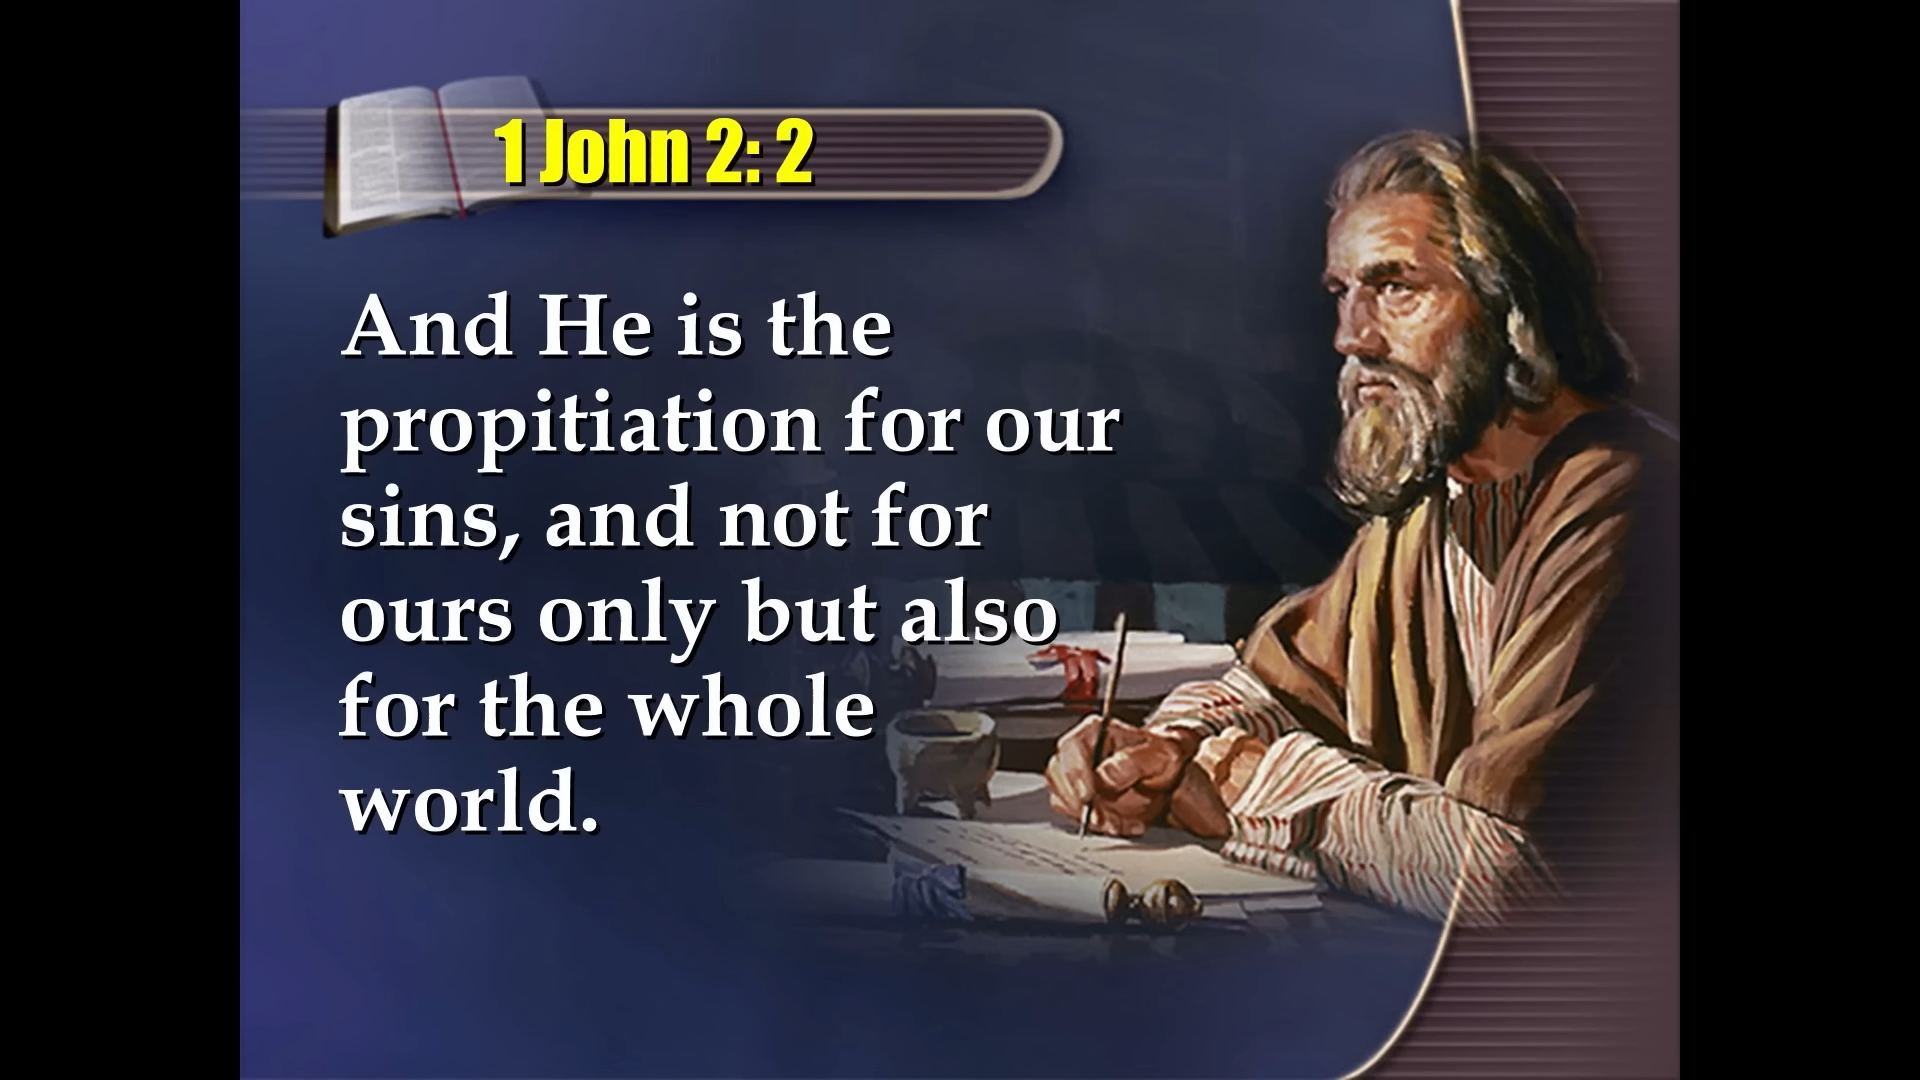 1 John 2: 2
And He is the
propitiation for our
sins, and not for
ours only but also
for the whole
world.